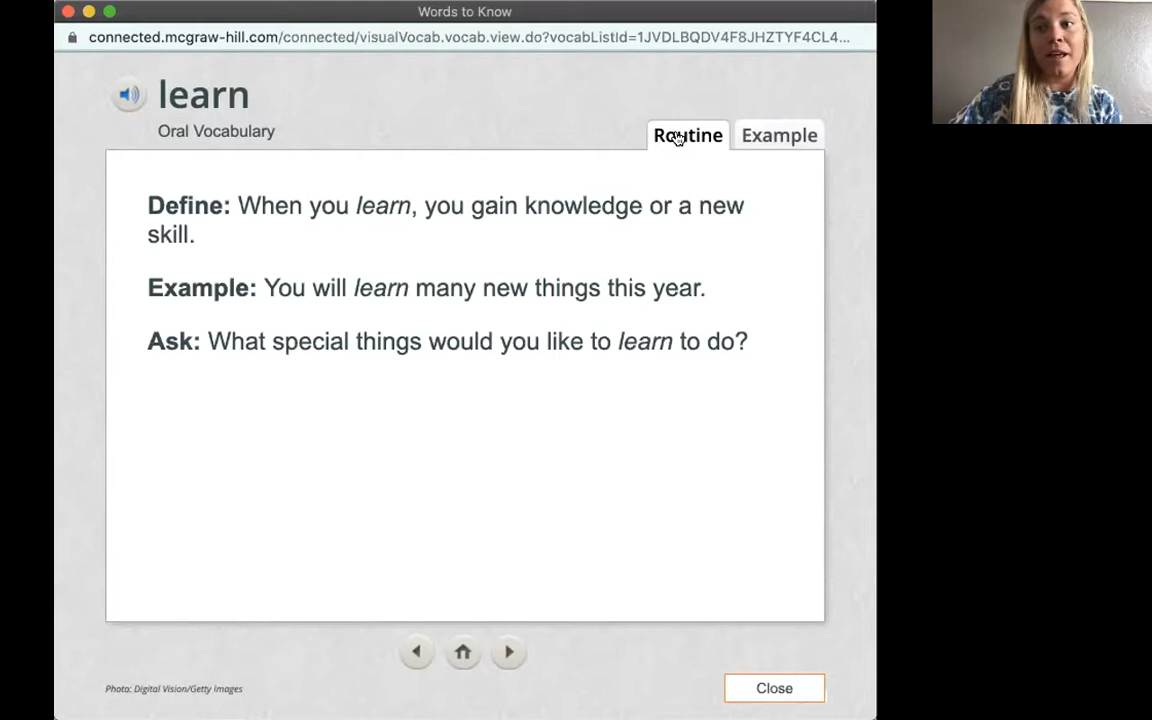 Words to Know
connected.mcgraw-hill.com/connected/visualVocab.vocab.view.do?vocabListId=1JVDLBQDV4F8JHZTYF4CL4...
learn
Oral Vocabulary
Routine
Example
Define: When you learn, you gain knowledge or a new
skill.
Example: You will learn many new things this year.
Ask: What special things would you like to learn to do?
Photo: Digital Vision/Getty Images
Close